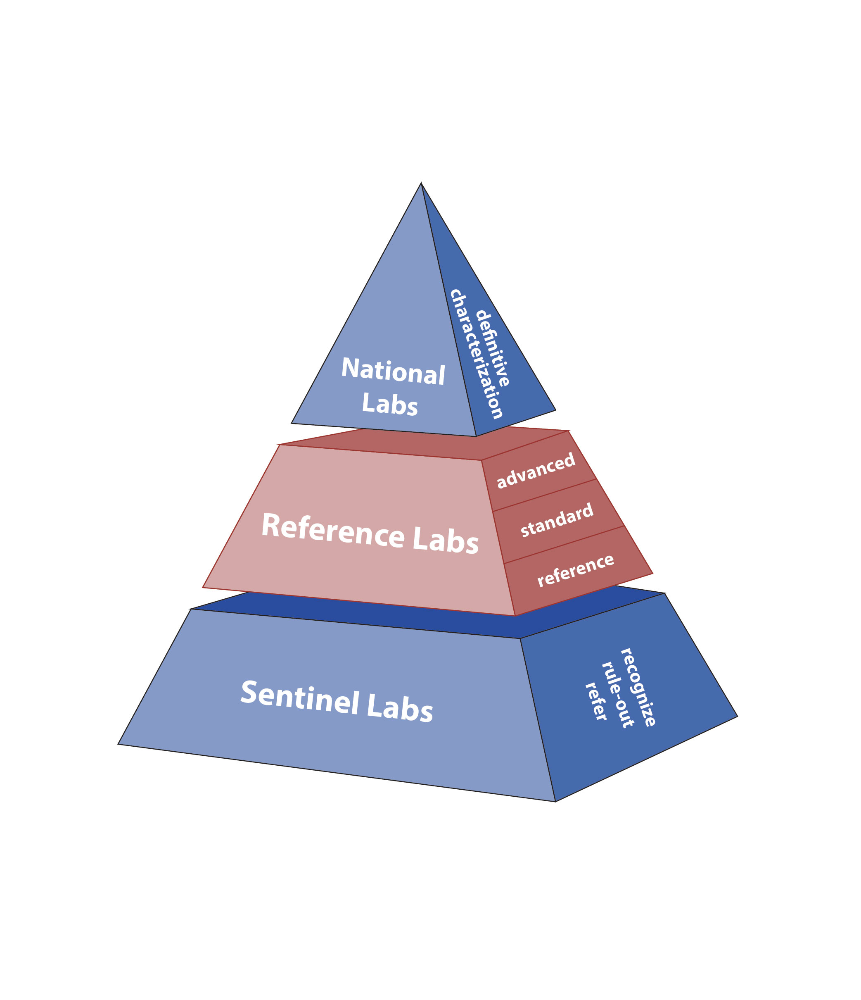 National
Labs
definitive
characterization
Reference Labs
advanced
standard
reference
Sentinel Labs
recognize
rule-out
refer